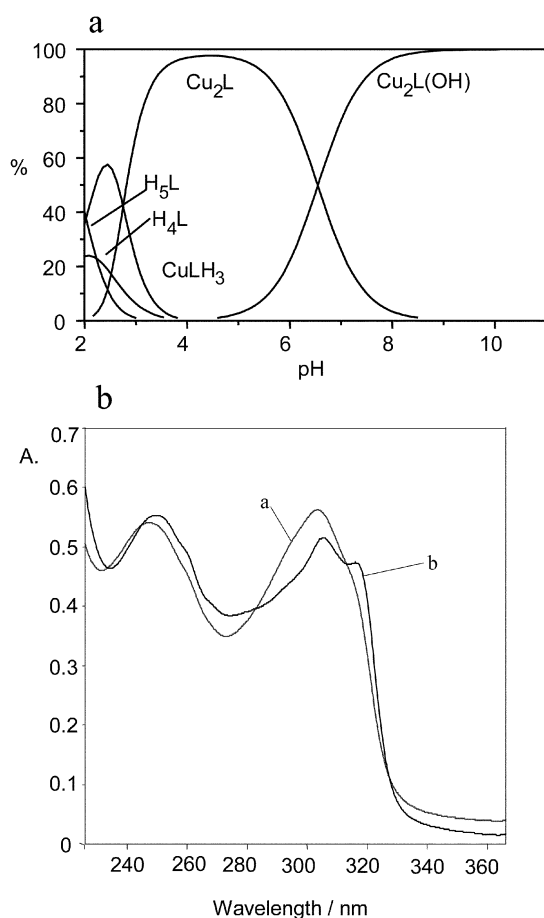 a
100
Cu₂L
Cu₂L(OH)
80
%
60
H₅L
40
H₄L
20
CuLH₃
0
2 4 6 8 10
pH
b
0.7
A.
0.6
a
0.5
b
0.4
0.3
0.2
0.1
0
240 260 280 300 320 340 360
Wavelength / nm